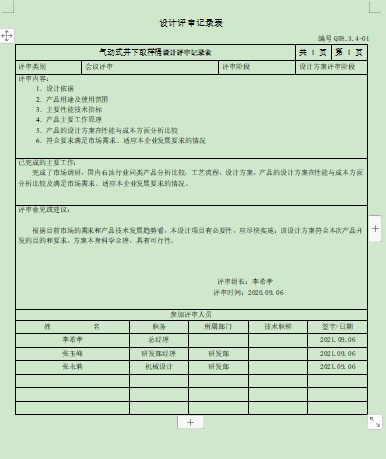 设计评审记录表
编号 QHB.3.4-01
气动式井下取样隔设计评审记录表 共 1 页 第 1 页
评审类别 会议评审 评审阶段 设计方案评审阶段
评审内容:
1. 设计依据
2. 产品用途及使用范围
3. 主要性能技术指标
4. 产品主要工作原理
5. 产品的设计方案在性能与成本方面分析比较
6. 符合要求满足市场需求、适应本企业发展要求的情况
已完成的主要工作:
完成了市场调研,国内石油行业同类产品分析比较,工艺流程,设计方案,产品的设计方案在性能与成本方面
分析比较及满足市场需求、适应本企业发展要求的情况。
评审意见或建议:
根据目前市场的需求和产品技术发展趋势看,本设计项目有必要性,应尽快实施;该设计方案符合本次产品开
发的目的和要求,方案本身科学合理,具有可行性。
评审组长:李希孝
评审时间:2020.09.06
参加评审人员
姓 名 职务 所属部门 技术职称 签字/日期
李希孝 总经理 2021.09.06
张玉峰 研发部经理 研发部 2021.09.06
张永莉 机械设计 研发部 2021.09.06